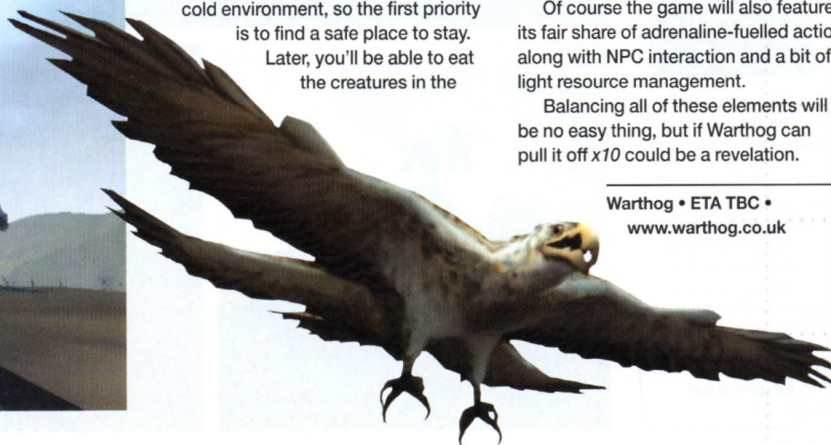 cold environment, so the first priority
is to find a safe place to stay.
Later, you'll be able to eat
the creatures in the
Of course the game will also feature
its fair share of adrenaline-fuelled actio
along with NPC interaction and a bit of
light resource management.
Balancing all of these elements will
be no easy thing, but if Warthog can
pull it off x10 could be a revelation.
Warthog • ETA TBC •
www.warthog.co.uk